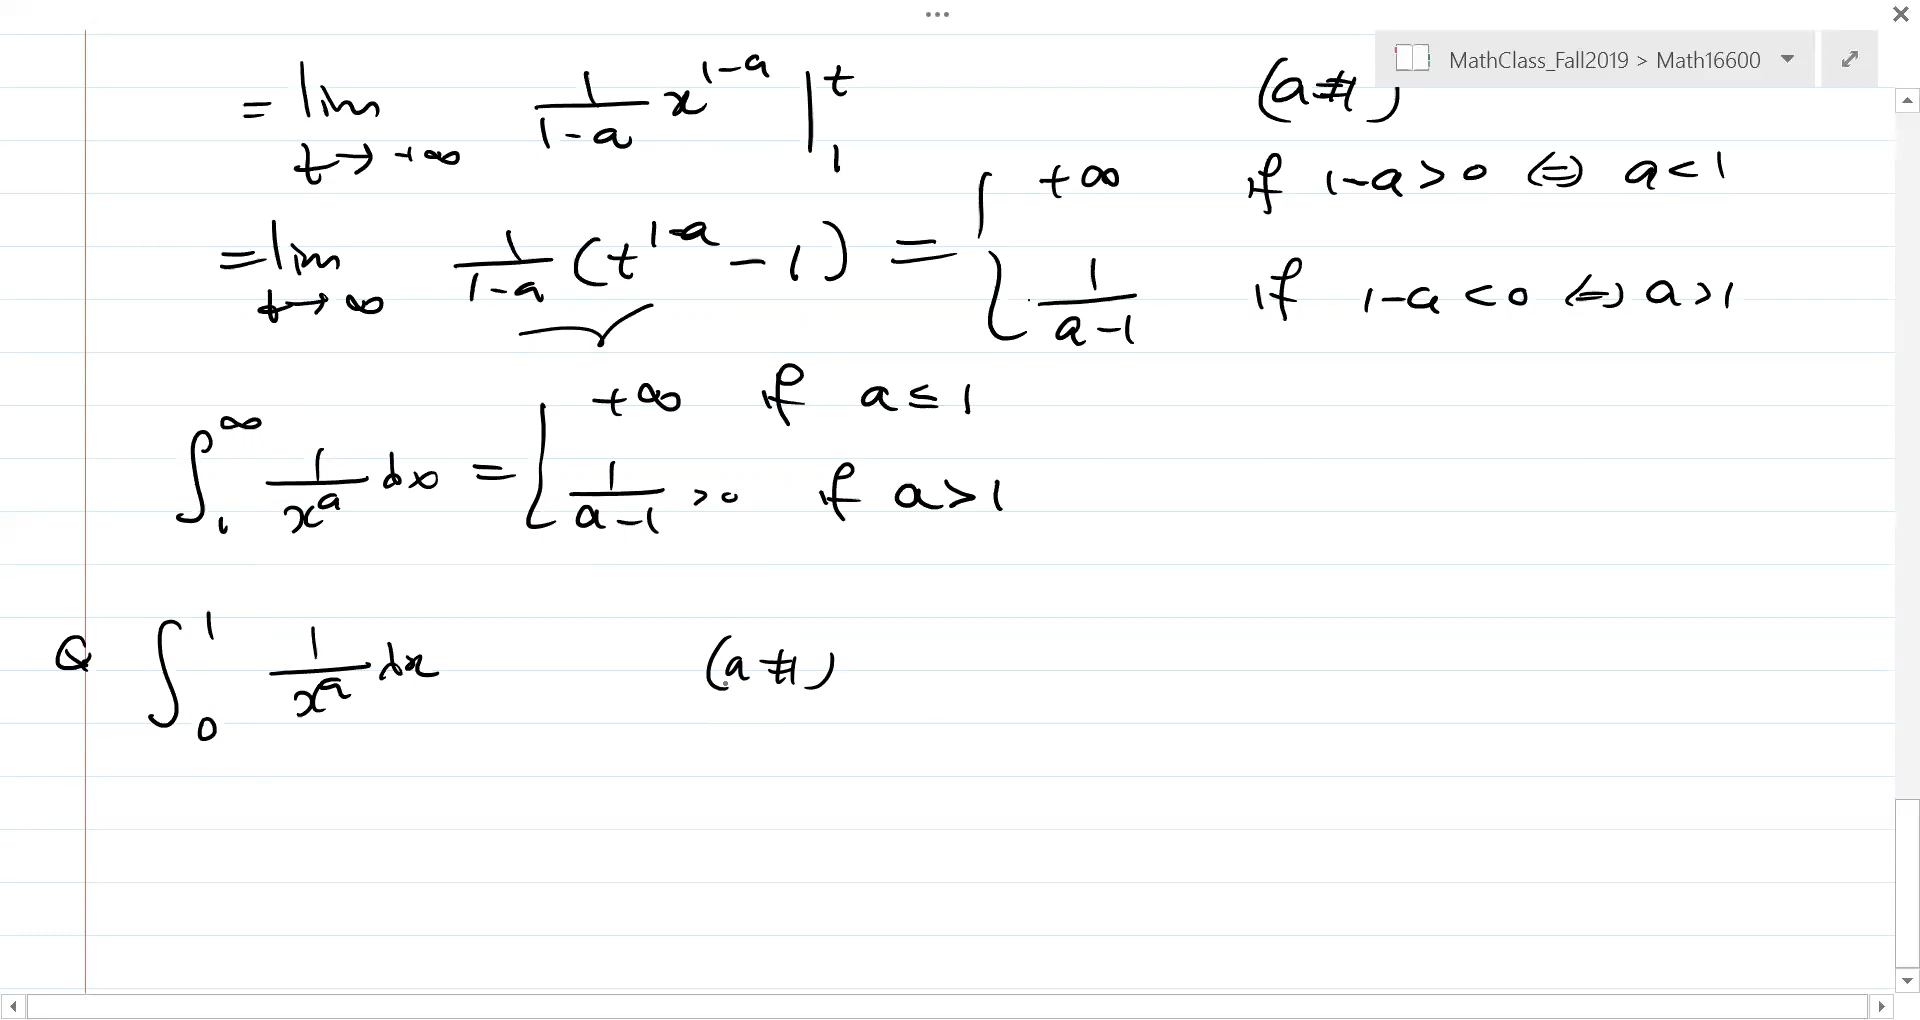 MathClass_Fall2019 > Math16600
= lim_{t→+∞} 1/(1-a) x^{1-a} |_1^t (a≠1)
= lim_{t→∞} 1/(1-a) (t^{1-a} - 1) = { +∞ if 1-a>0 ⇔ a<1
1/(a-1) if 1-a<0 ⇔ a>1
∫_1^∞ 1/x^a dx = { +∞ if a≤1
1/(a-1) >0 if a>1
Q ∫_0^1 1/x^a dx (a≠1)